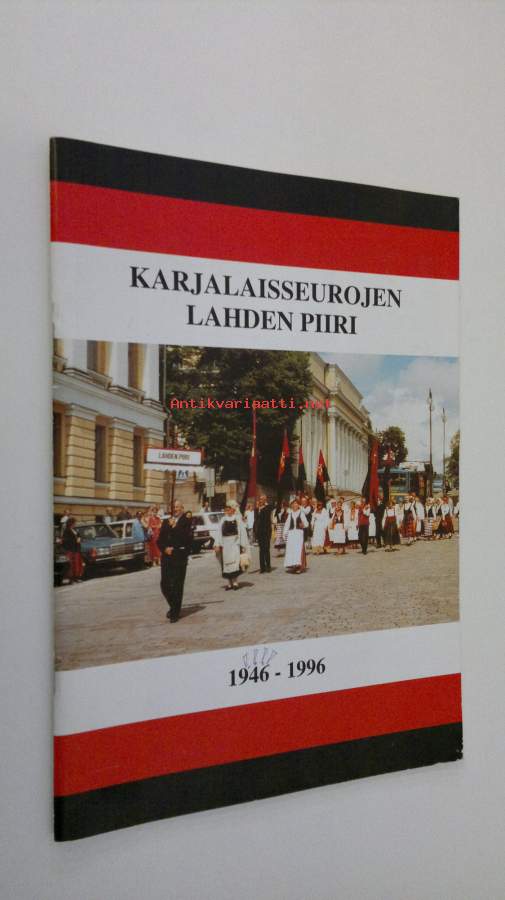 KARJALAISSEUROJEN
LAHDEN PIIRI
Antikvariaatti.net
LAHDEN PIIRI
1946 - 1996